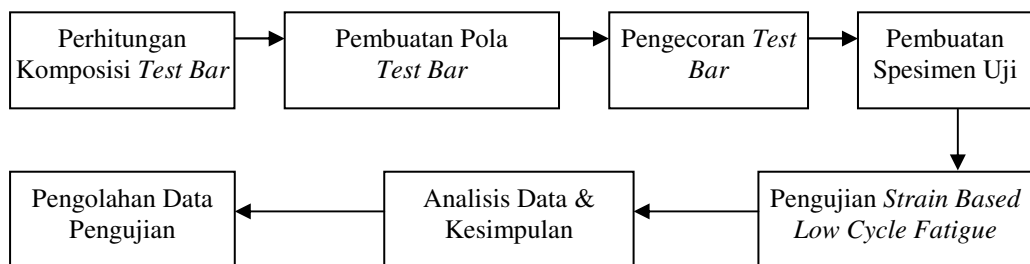 Perhitungan
Komposisi Test Bar
Pembuatan Pola
Test Bar
Pengecoran Test
Bar
Pembuatan
Spesimen Uji
Pengujian Strain Based
Low Cycle Fatigue
Analisis Data &
Kesimpulan
Pengolahan Data
Pengujian